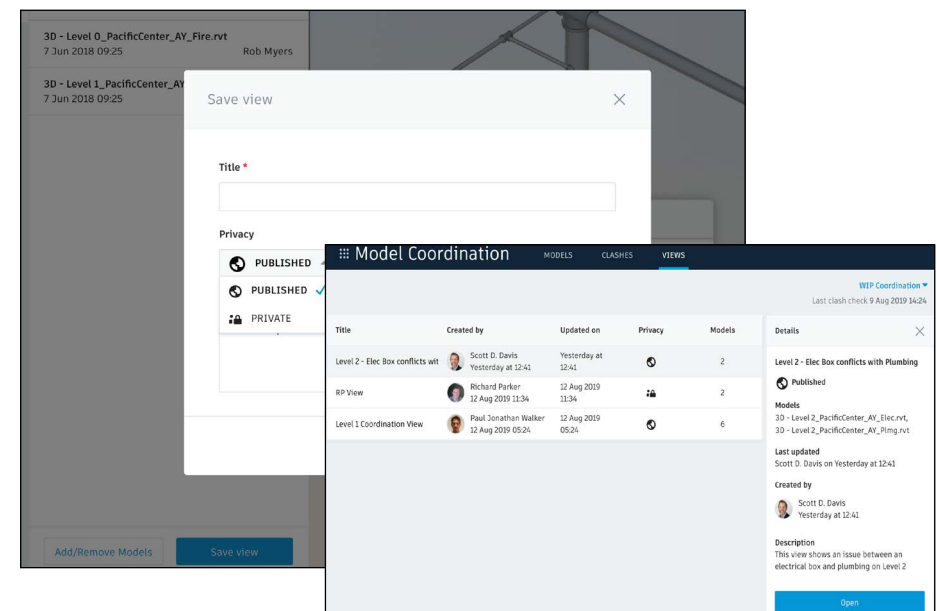 3D - Level 0_PacificCenter_AY_Fire.rvt
7 Jun 2018 09:25 Rob Myers
3D - Level 1_PacificCenter_AY
7 Jun 2018 09:25
Save view
Title *
Privacy
PUBLISHED
PUBLISHED
PRIVATE
Add/Remove Models Save view
Model Coordination MODELS CLASHES VIEWS
WIP Coordination
Last clash check 9 Aug 2019 14:24
Title Created by Updated on Privacy Models
Level 2 - Elec Box conflicts wit Scott D. Davis Yesterday at 2
Yesterday at 12:41 12:41
RP View Richard Parker 12 Aug 2019 2
12 Aug 2019 11:34 11:34
Level 1 Coordination View Paul Jonathan Walker 12 Aug 2019 6
12 Aug 2019 05:24 05:24
Details
Level 2 - Elec Box conflicts with Plumbing
Published
Models
3D - Level 2_PacificCenter_AY_Elec.rvt,
3D - Level 2_PacificCenter_AY_Plmg.rvt
Last updated
Scott D. Davis on Yesterday at 12:41
Created by
Scott D. Davis
Yesterday at 12:41
Description
This view shows an issue between an
electrical box and plumbing on Level 2
Open